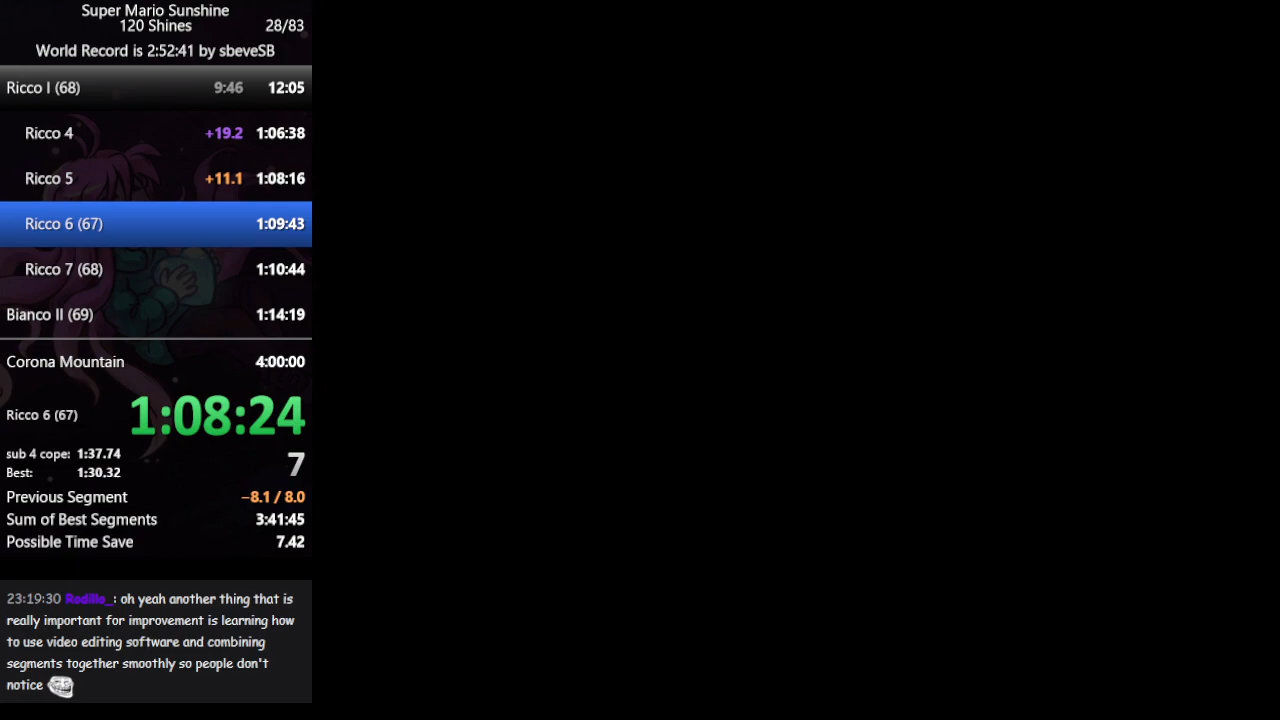 Super Mario Sunshine
120 Shines 28/83
World Record is 2:52:41 by sbeveSB
Ricco I (68) 9:46 12:05
Ricco 4 +19.2 1:06:38
Ricco 5 +11.1 1:08:16
Ricco 6 (67) 1:09:43
Ricco 7 (68) 1:10:44
Bianco II (69) 1:14:19
Corona Mountain 4:00:00
Ricco 6 (67) 1:08:24
sub 4 cope: 1:37.74
Best: 1:30.32 7
Previous Segment −8.1 / 8.0
Sum of Best Segments 3:41:45
Possible Time Save 7.42
23:19:30 Rodillo_: oh yeah another thing that is
really important for improvement is learning how
to use video editing software and combining
segments together smoothly so people don't
notice